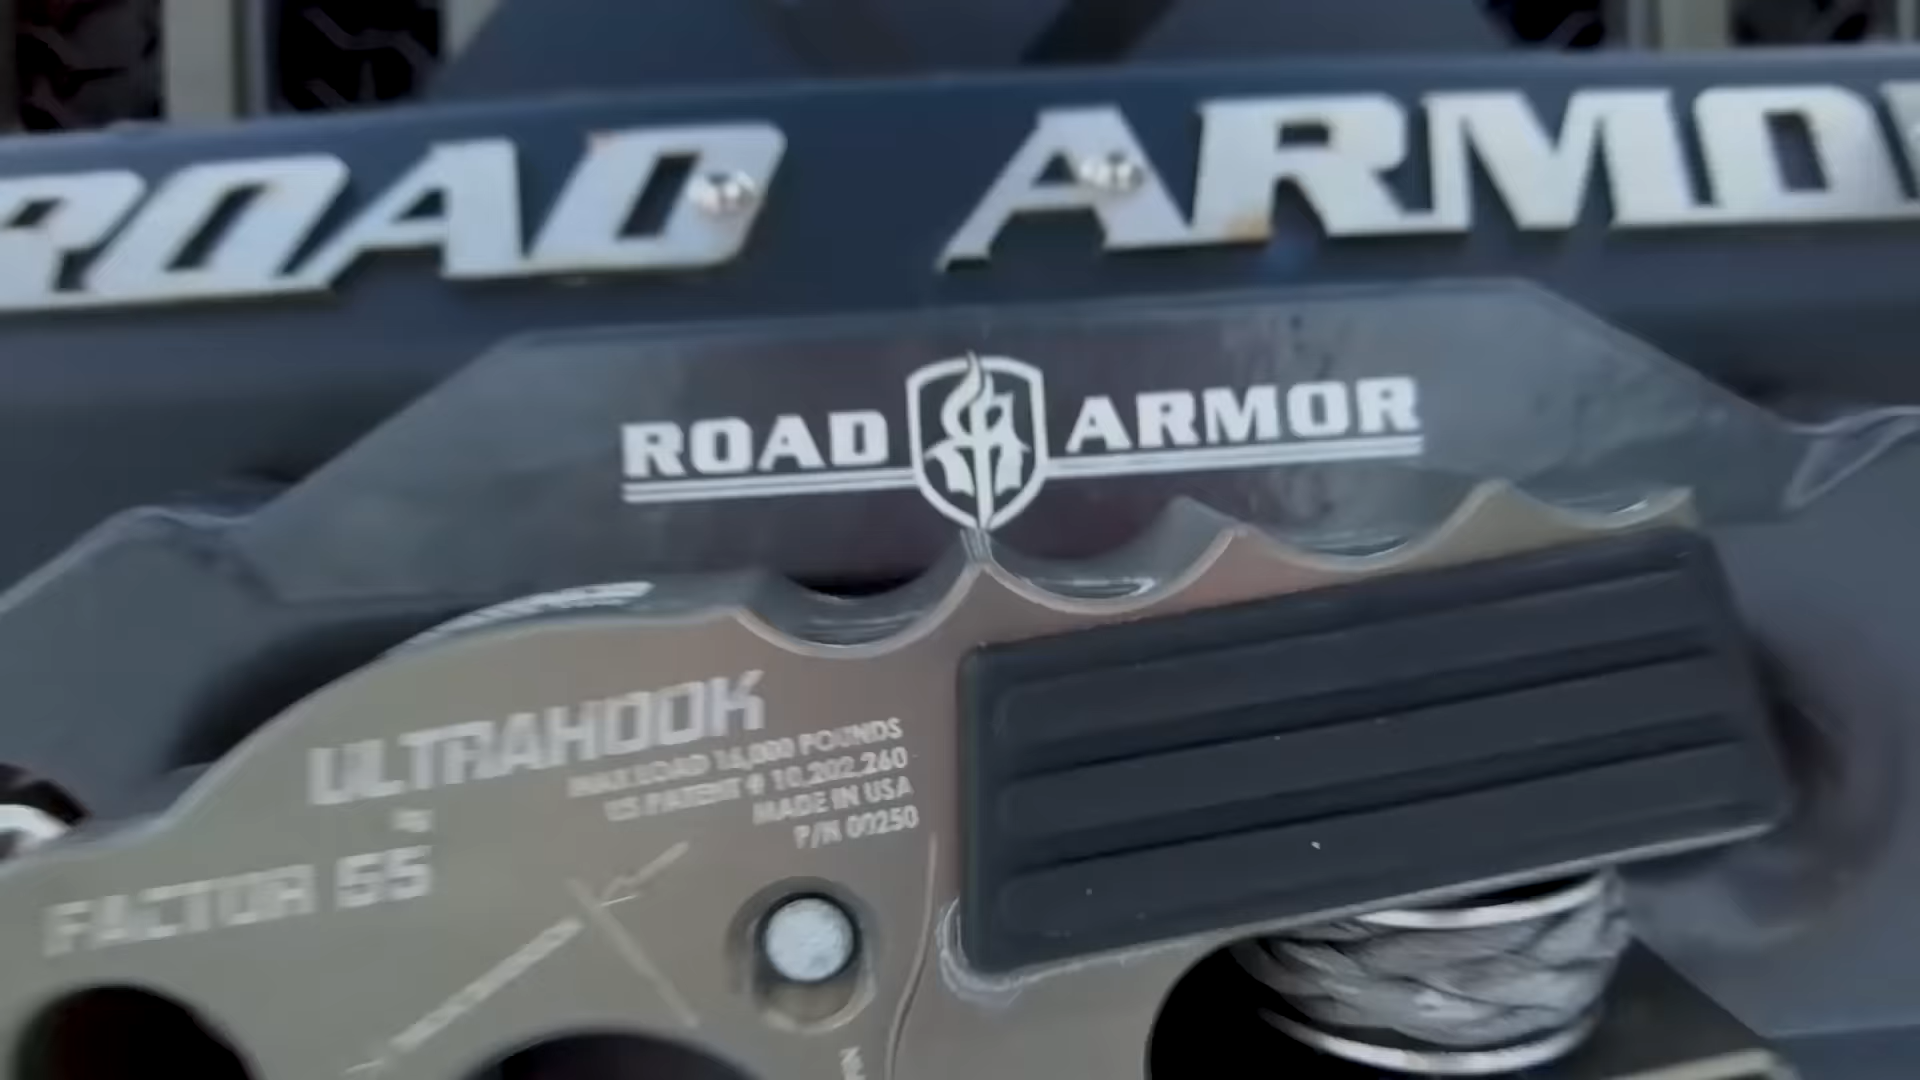 ROAD ARMOR
ROAD ARMOR
ULTRAHOOK
MAX LOAD 16,000 POUNDS
US PATENT # 10,202,260
MADE IN USA
P/N 00250
FACTOR 55